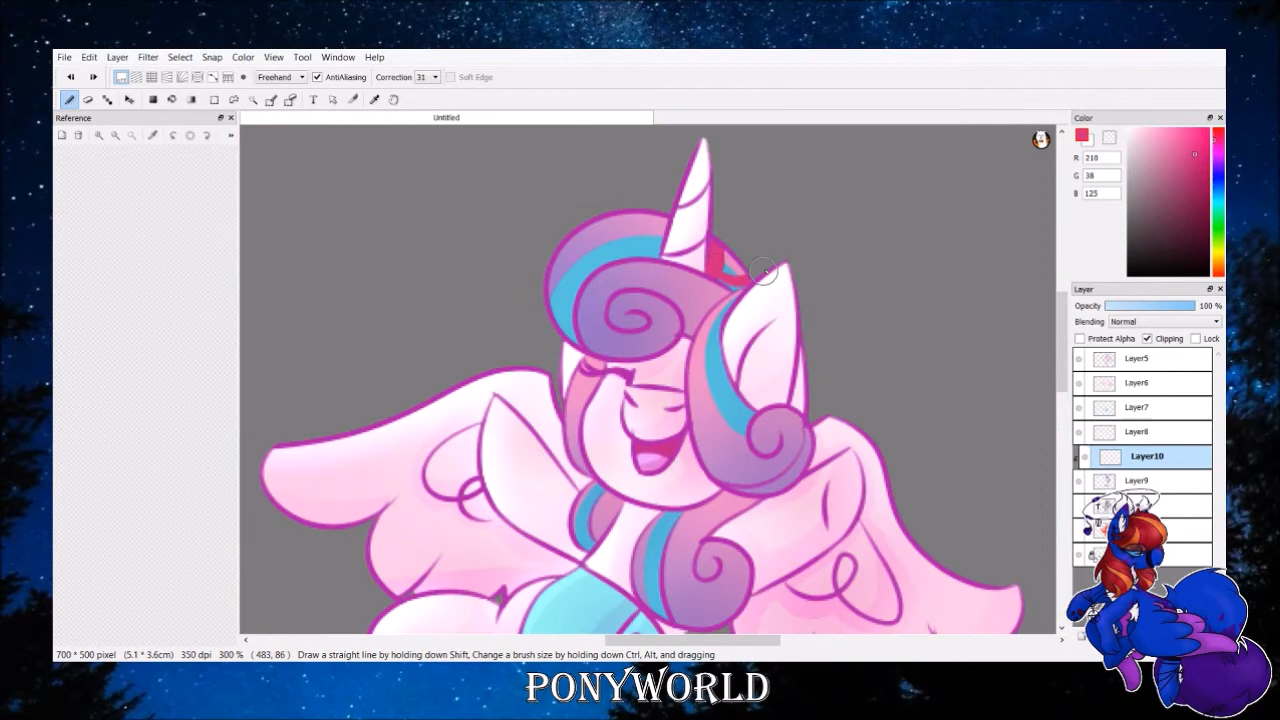 File Edit Layer Filter Select Snap Color View Tool Window Help
Freehand AntiAliasing Correction 31 Soft Edge
Reference
Untitled
Color
R 210
G 38
B 125
Layer
Opacity 100 %
Blending Normal
Protect Alpha Clipping Lock
Layer5
Layer6
Layer7
Layer8
Layer10
Layer9
700 * 500 pixel (5.1 * 3.6cm) 350 dpi 300 % ( 483, 86 ) Draw a straight line by holding down Shift, Change a brush size by holding down Ctrl, Alt, and dragging
PONYWORLD